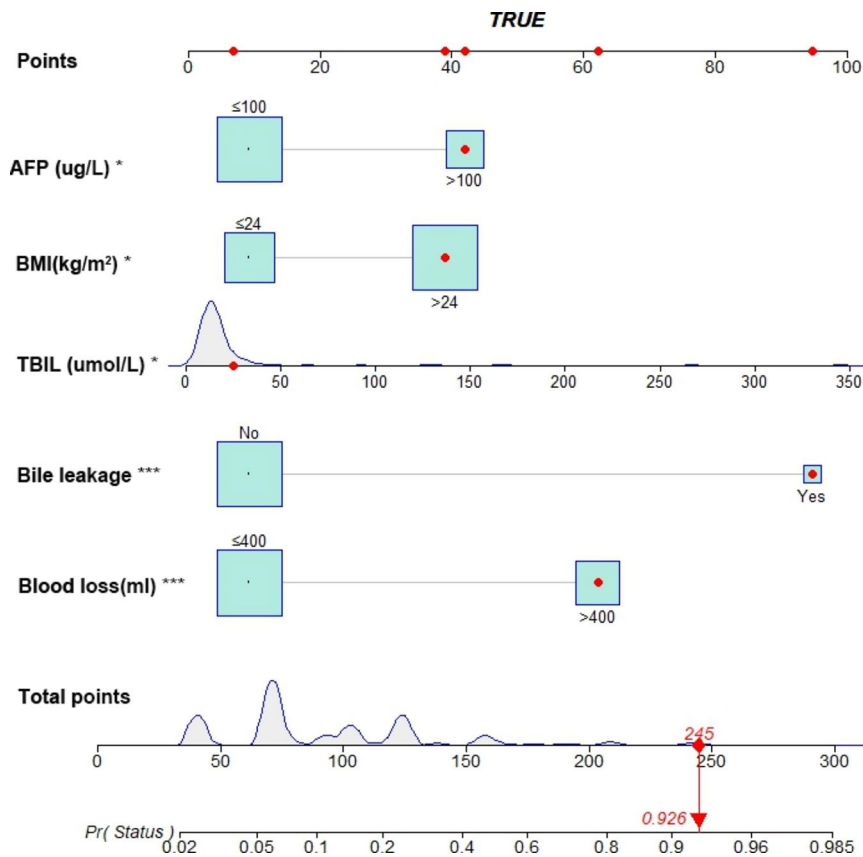 TRUE
Points
0 20 40 60 80 100
≤100
AFP (ug/L) *
>100
≤24
BMI(kg/m²) *
>24
TBIL (umol/L) *
0 50 100 150 200 250 300 350
No
Bile leakage ***
Yes
≤400
Blood loss(ml) ***
>400
Total points
245
0 50 100 150 200 250 300
0.926
Pr( Status )
0.02 0.05 0.1 0.2 0.4 0.6 0.8 0.9 0.96 0.985